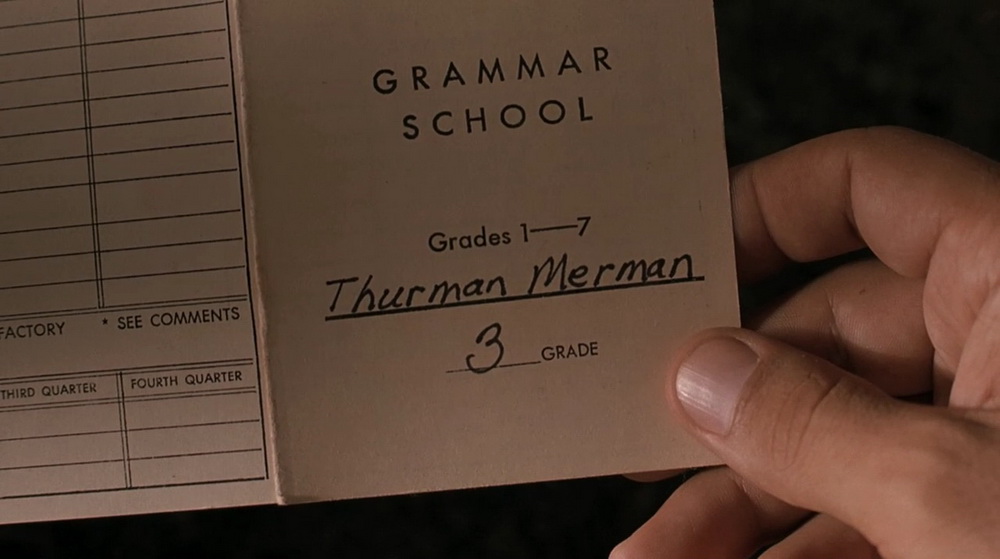 GRAMMAR
SCHOOL
Grades 1—7
Thurman Merman
3 GRADE
FACTORY * SEE COMMENTS
THIRD QUARTER FOURTH QUARTER